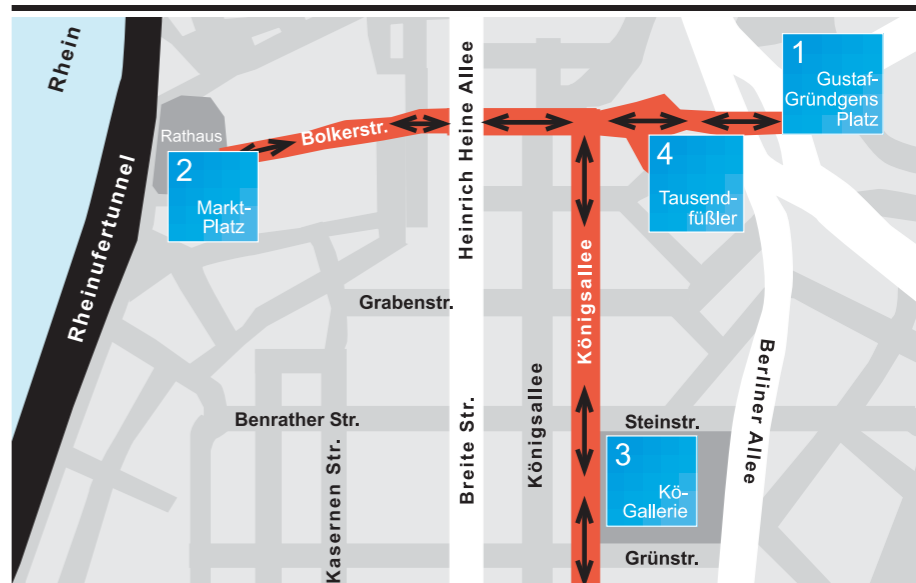 Rhein
Rheinufertunnel
Rathaus
2
Markt-
Platz
Bolkerstr.
Heinrich Heine Allee
1
Gustaf-
Gründgens
Platz
4
Tausend-
füßler
Königsallee
Grabenstr.
Königsallee
Berliner Allee
Benrather Str.
Kasernen Str.
Breite Str.
Steinstr.
3
Kö-
Gallerie
Grünstr.